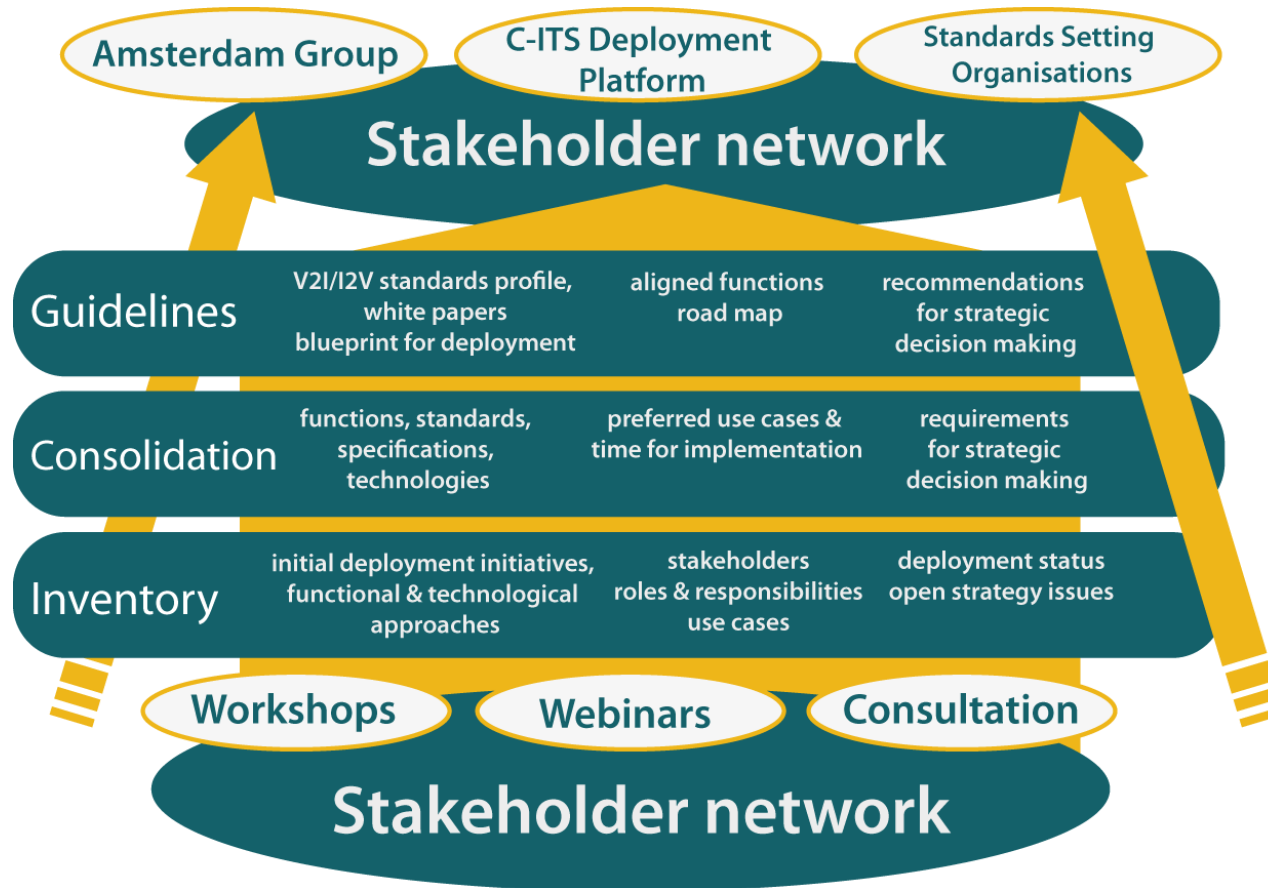 Amsterdam Group
C-ITS Deployment
Platform
Standards Setting
Organisations
Stakeholder network
Guidelines
V2I/I2V standards profile,
white papers
blueprint for deployment
aligned functions
road map
recommendations
for strategic
decision making
Consolidation
functions, standards,
specifications,
technologies
preferred use cases &
time for implementation
requirements
for strategic
decision making
Inventory
initial deployment initiatives,
functional & technological
approaches
stakeholders
roles & responsibilities
use cases
deployment status
open strategy issues
Workshops
Webinars
Consultation
Stakeholder network